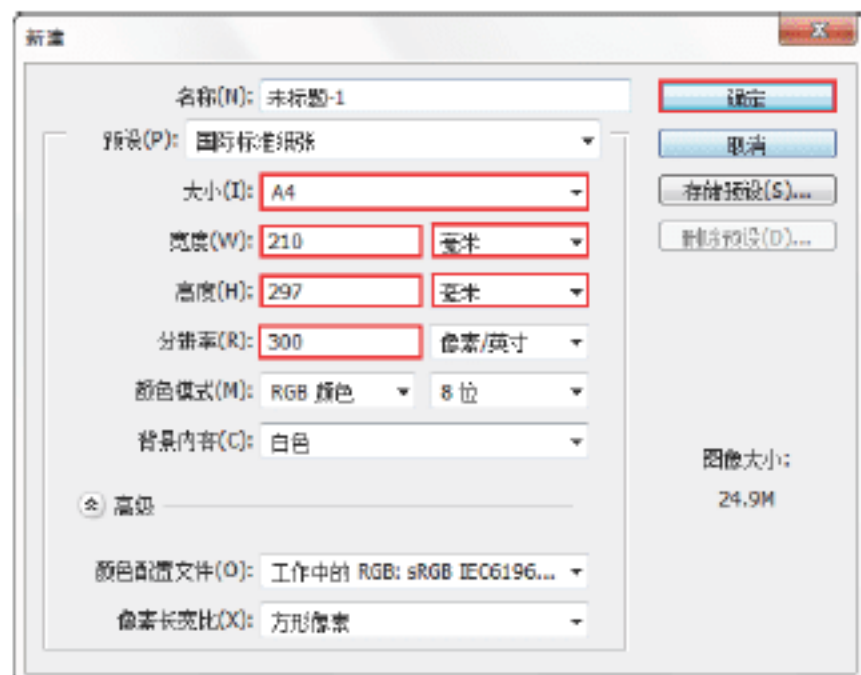 新建
名称(N): 未标题-1
确定
预设(P): 国际标准纸张
取消
大小(I): A4
存储预设(S)...
宽度(W): 210 毫米
删除预设(D)...
高度(H): 297 毫米
分辨率(R): 300 像素/英寸
颜色模式(M): RGB 颜色 8 位
背景内容(C): 白色
图像大小:
24.9M
高级
颜色配置文件(O): 工作中的 RGB: sRGB IEC6196...
像素长宽比(X): 方形像素